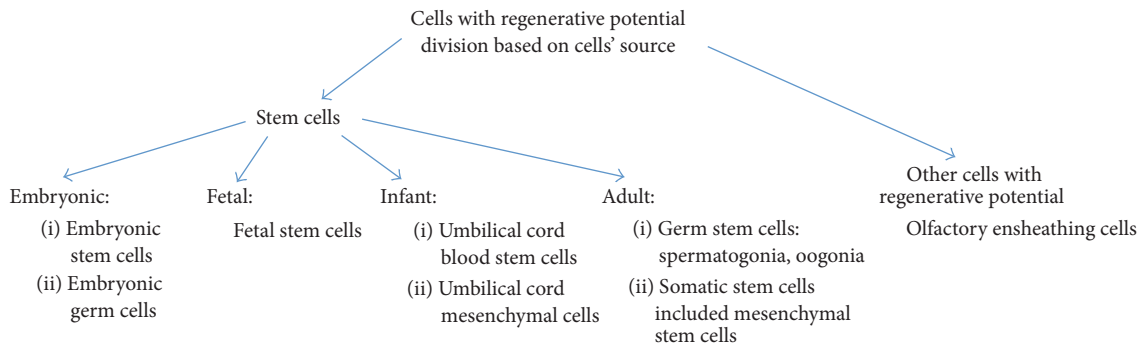 Cells with regenerative potential
division based on cells’ source
Stem cells
Embryonic:
(i) Embryonic
stem cells
(ii) Embryonic
germ cells
Fetal:
Fetal stem cells
Infant:
(i) Umbilical cord
blood stem cells
(ii) Umbilical cord
mesenchymal cells
Adult:
(i) Germ stem cells:
spermatogonia, oogonia
(ii) Somatic stem cells
included mesenchymal
stem cells
Other cells with
regenerative potential
Olfactory ensheathing cells